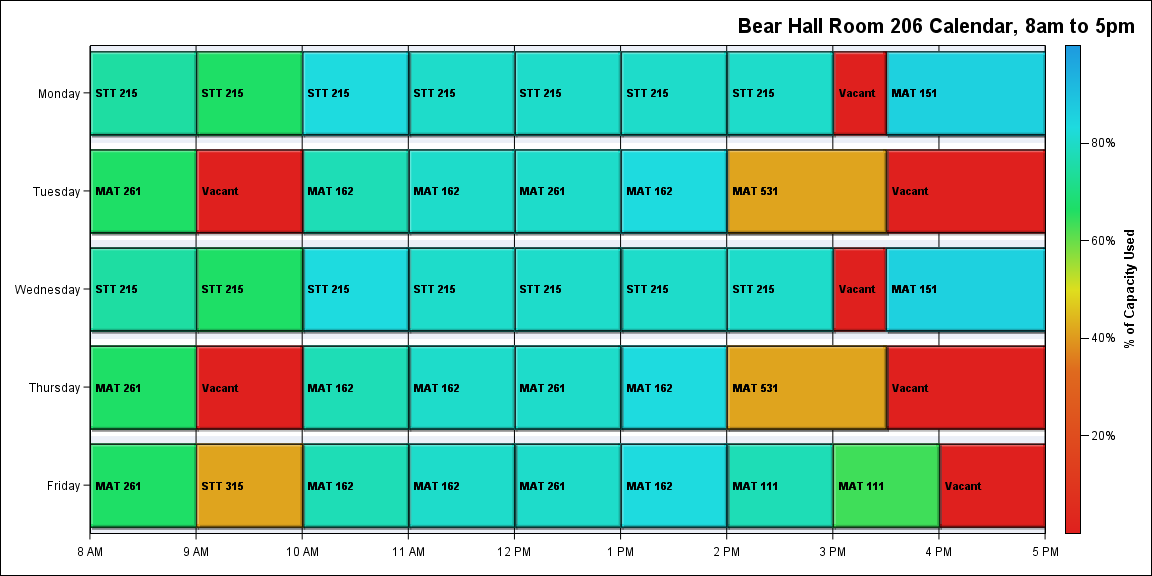 Bear Hall Room 206 Calendar, 8am to 5pm
Monday STT 215 STT 215 STT 215 STT 215 STT 215 STT 215 STT 215 Vacant MAT 151
80%
Tuesday MAT 261 Vacant MAT 162 MAT 162 MAT 261 MAT 162 MAT 531 Vacant
60%
Wednesday STT 215 STT 215 STT 215 STT 215 STT 215 STT 215 STT 215 Vacant MAT 151
% of Capacity Used
40%
Thursday MAT 261 Vacant MAT 162 MAT 162 MAT 261 MAT 162 MAT 531 Vacant
20%
Friday MAT 261 STT 315 MAT 162 MAT 162 MAT 261 MAT 162 MAT 111 MAT 111 Vacant
8 AM 9 AM 10 AM 11 AM 12 PM 1 PM 2 PM 3 PM 4 PM 5 PM